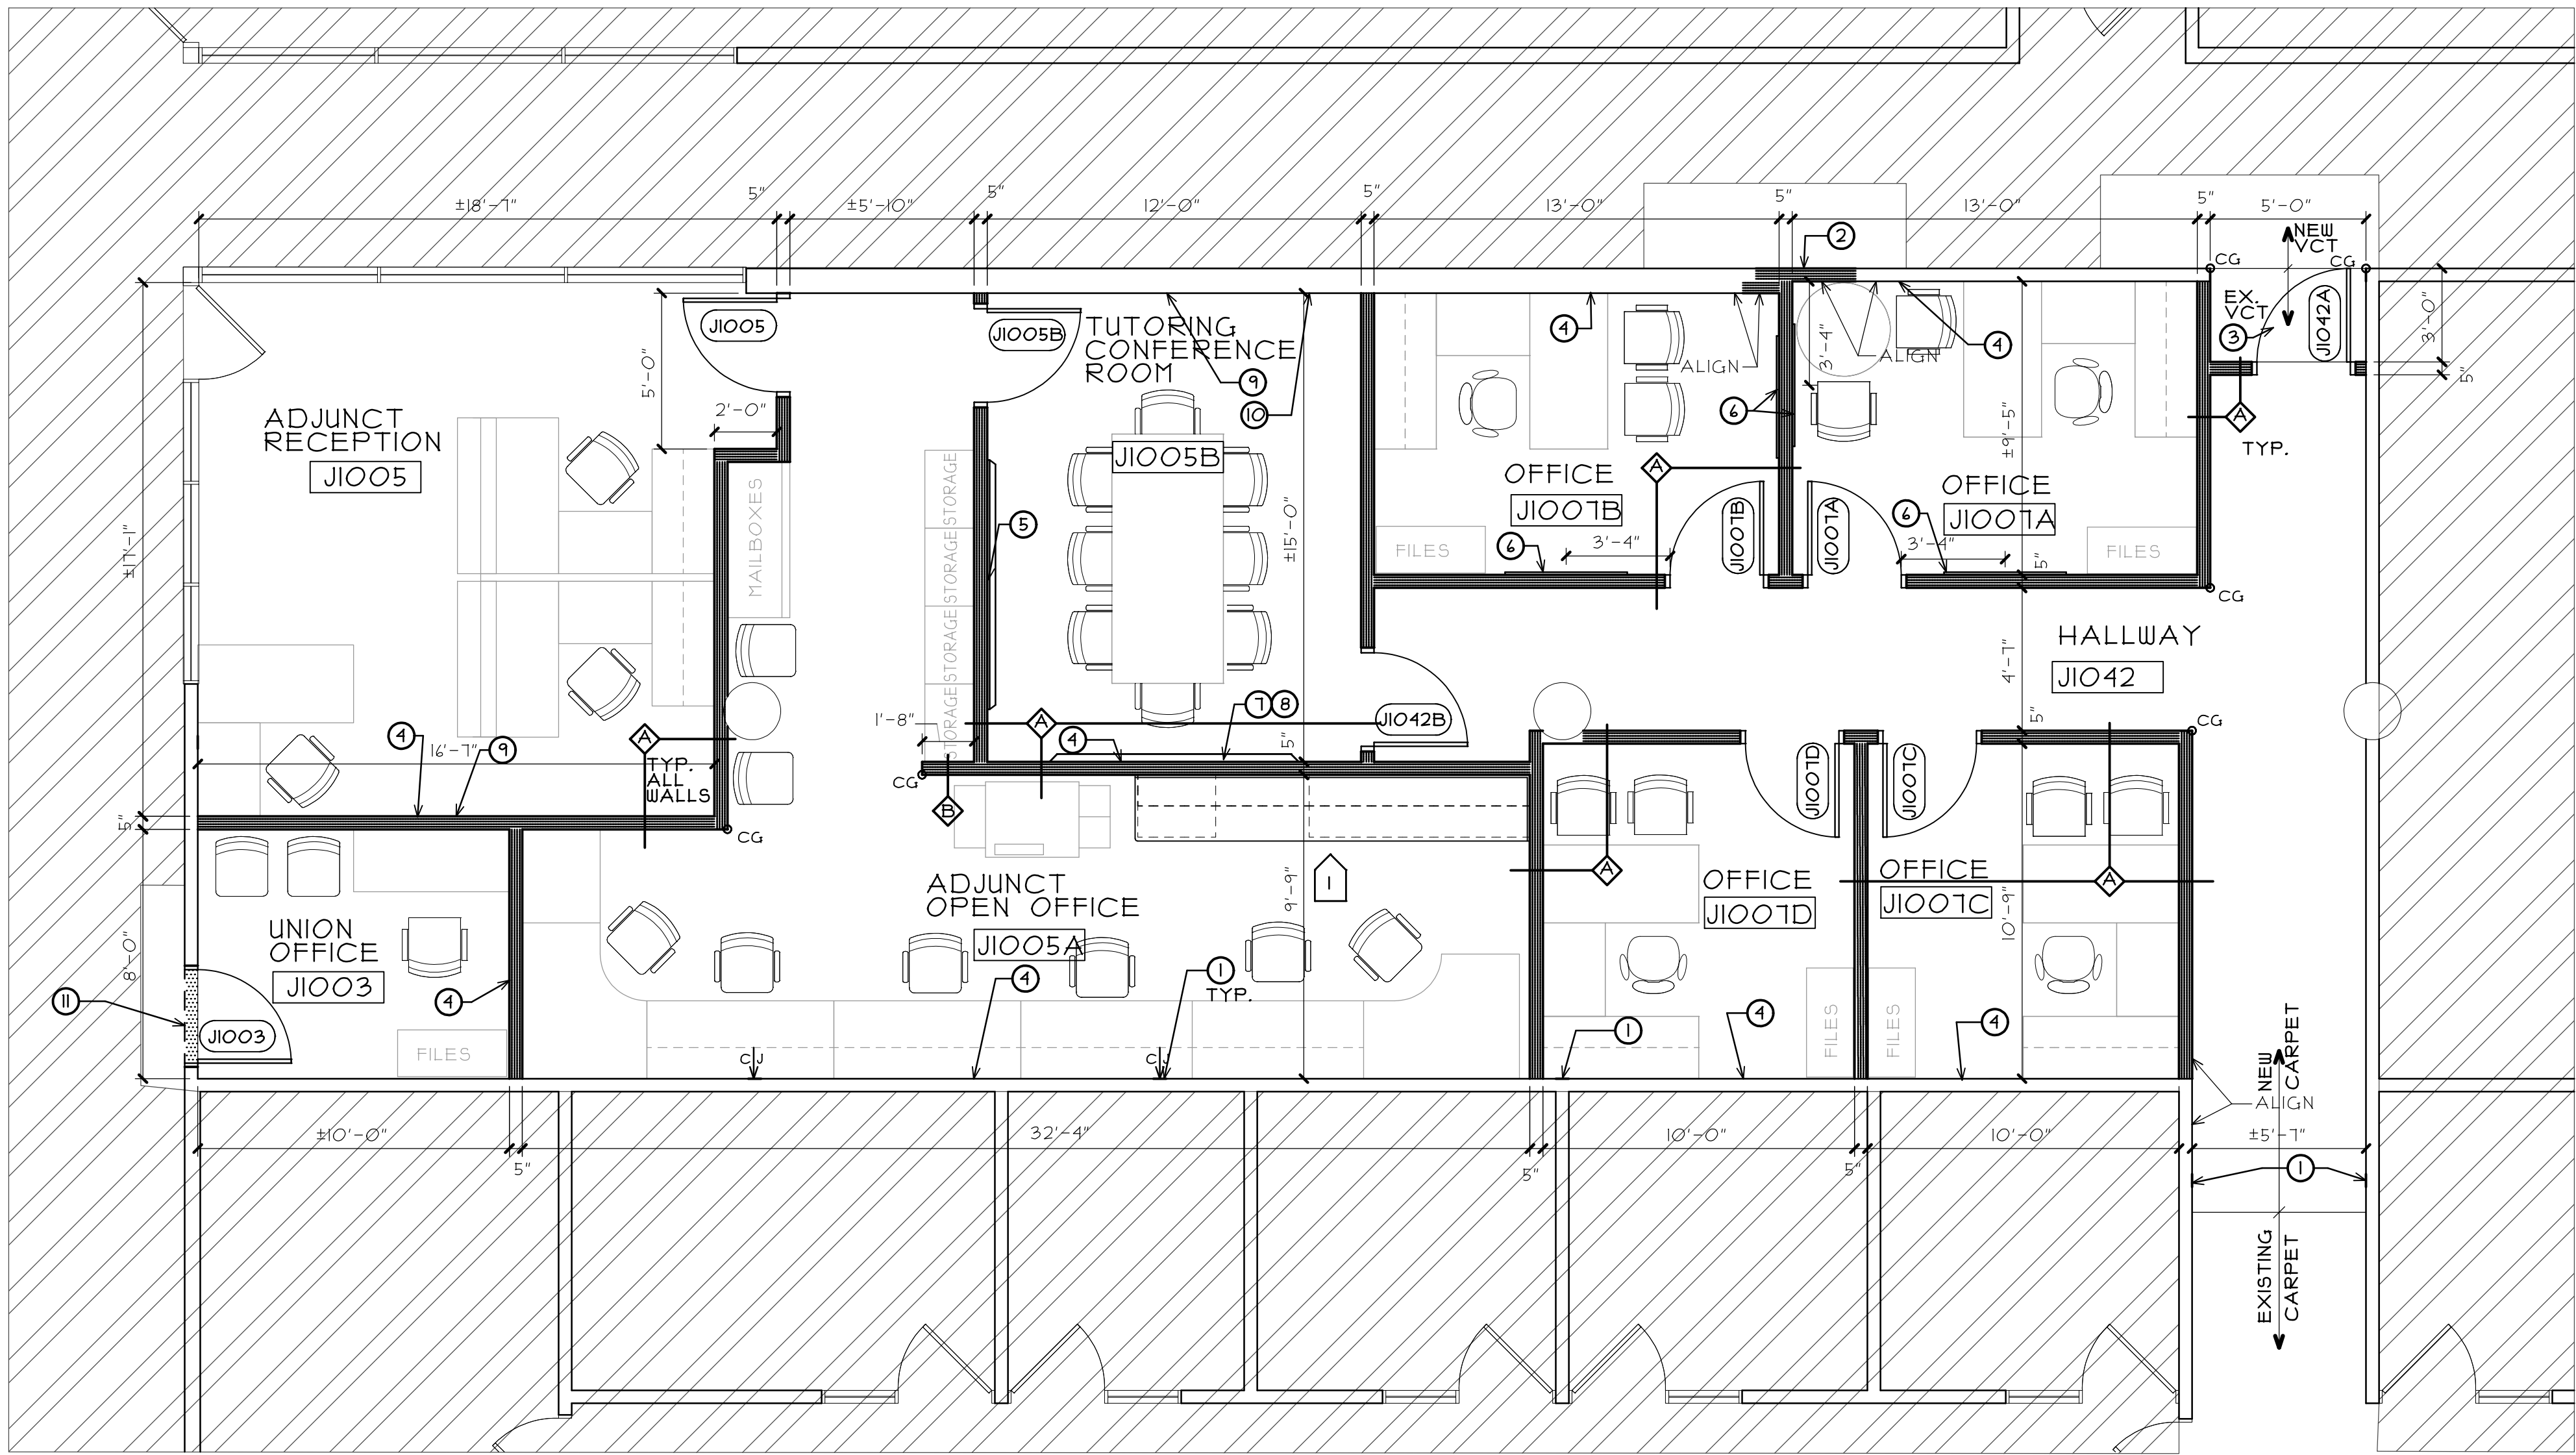 ±18'-7"
5"
±5'-10"
5"
12'-0"
5"
13'-0"
5"
13'-0"
5"
5'-0"
2
NEW
VCT
CG
CG
EX.
VCT
3
J1042A
3'-0"
5"
J1005
J1005B
TUTORING
CONFERENCE
ROOM
9
10
J1005B
4
ALIGN
3'-4"
ALIGN
4
6
A
TYP.
5'-0"
2'-0"
ADJUNCT
RECEPTION
J1005
±17'-1"
MAILBOXES
STORAGE
STORAGE
STORAGE
STORAGE
5
±15'-0"
OFFICE
J1007B
A
FILES
6
3'-4"
J1007B
J1007A
±9'-5"
OFFICE
J1007A
6
3'-4"
5"
FILES
CG
HALLWAY
J1042
4'-7"
5"
CG
4
16'-7"
9
A
TYP.
ALL
WALLS
1'-8"
A
4
7
8
5"
J1042B
CG
B
5"
CG
J1007D
J1007C
UNION
OFFICE
J1003
8'-0"
11
4
J1003
FILES
ADJUNCT
OPEN OFFICE
J1005A
4
1
TYP.
CJ
CJ
1
9'-9"
A
OFFICE
J1007D
1
4
FILES
FILES
OFFICE
J1007C
10'-9"
A
4
NEW
CARPET
ALIGN
±10'-0"
5"
32'-4"
5"
10'-0"
5"
10'-0"
±5'-7"
1
EXISTING
CARPET